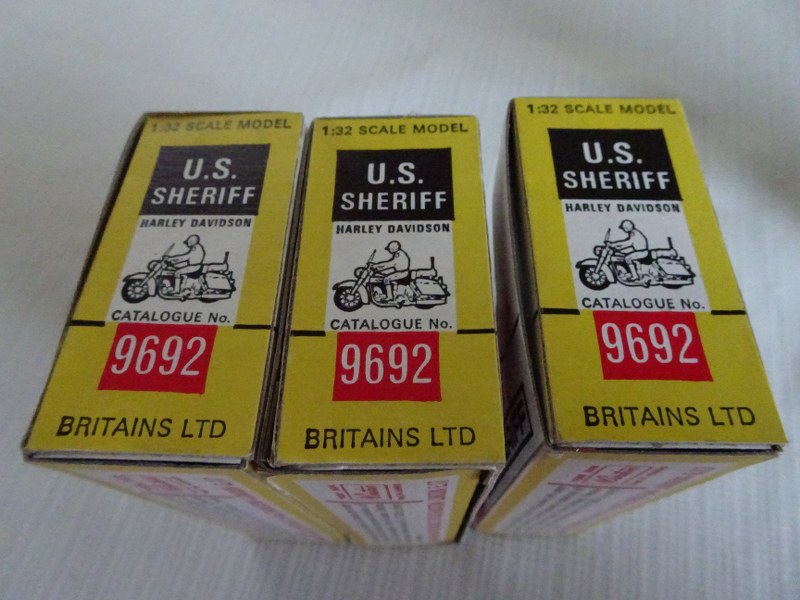 1:32 SCALE MODEL
U.S.
SHERIFF
HARLEY DAVIDSON
CATALOGUE No.
9692
BRITAINS LTD
1:32 SCALE MODEL
U.S.
SHERIFF
HARLEY DAVIDSON
CATALOGUE No.
9692
BRITAINS LTD
1:32 SCALE MODEL
U.S.
SHERIFF
HARLEY DAVIDSON
CATALOGUE No.
9692
BRITAINS LTD